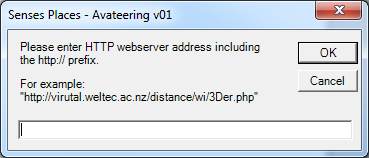 Senses Places - Avateering v01
Please enter HTTP webserver address including
the http:// prefix.
OK
Cancel
For example:
"http://virutal.weltec.ac.nz/distance/wi/3Der.php"